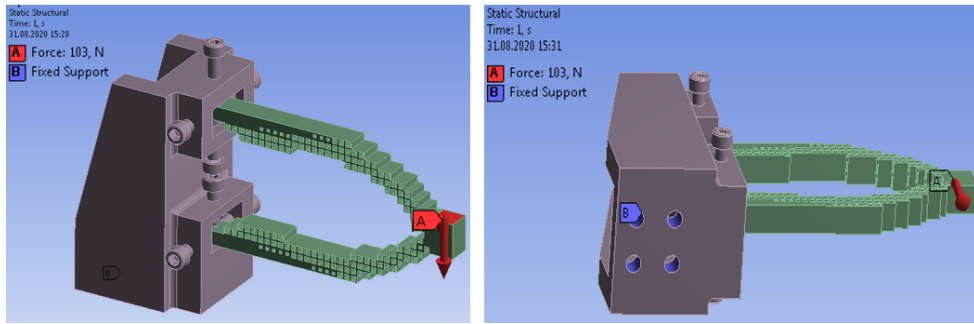 Static Structural
Time: 1, s
31.08.2020 15:28
A Force: 103, N
B Fixed Support
A
B
Static Structural
Time: 1, s
31.08.2020 15:31
A Force: 103, N
B Fixed Support
A
B